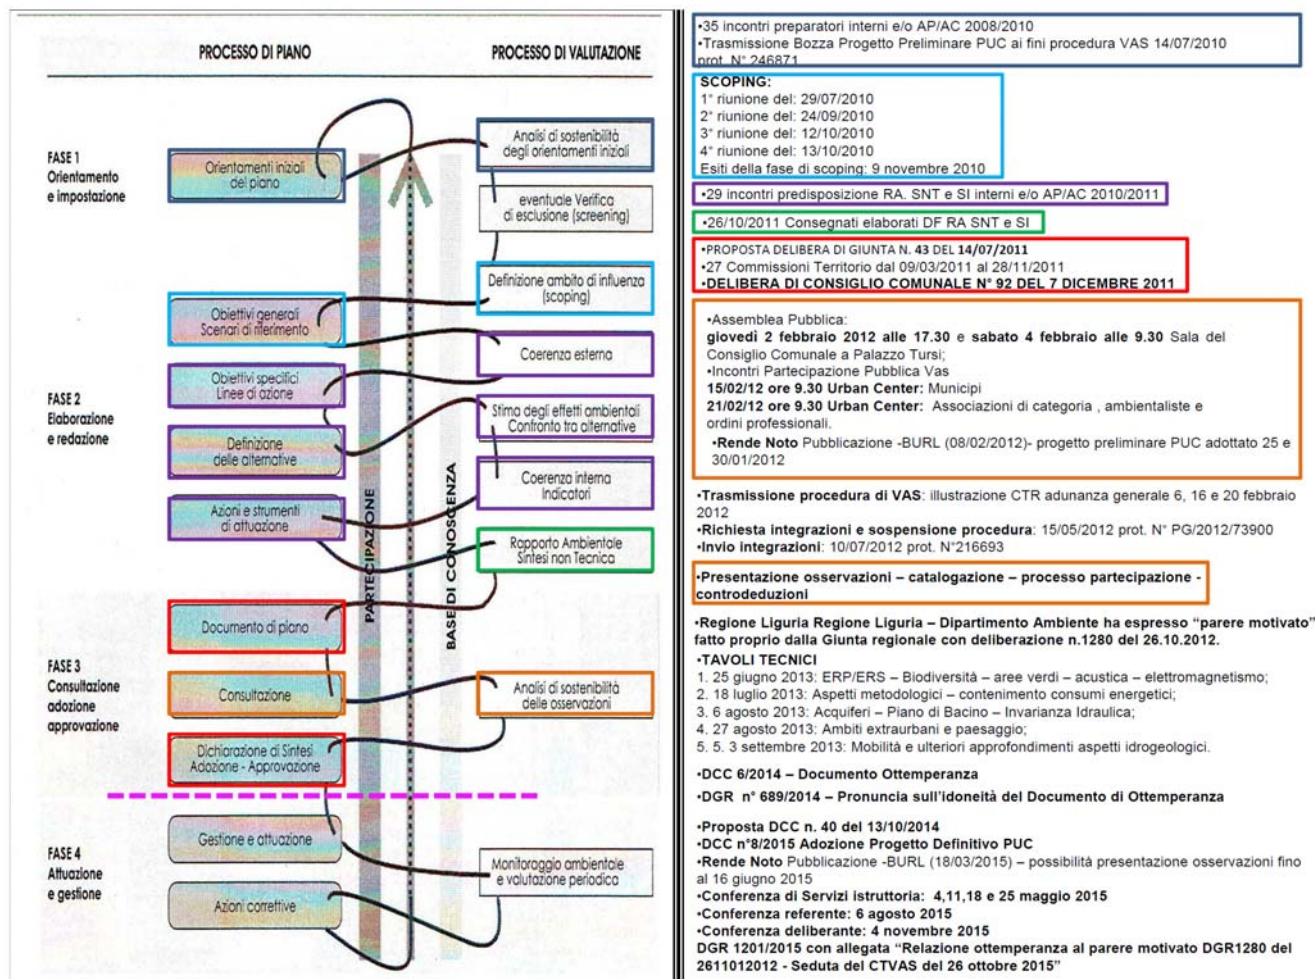 PROCESSO DI PIANO
PROCESSO DI VALUTAZIONE
FASE 1
Orientamento
e impostazione
Orientamenti iniziali
del piano
Analisi di sostenibilità
degli orientamenti iniziali
eventuale Verifica
di esclusione (screening)
Definizione ambito di influenza
(scoping)
FASE 2
Elaborazione
e redazione
Obiettivi generali
Scenari di riferimento
Coerenza esterna
Obiettivi specifici
Linee di azione
Stima degli effetti ambientali
Confronto tra alternative
Definizione
delle alternative
Coerenza interna
Indicatori
Azioni e strumenti
di attuazione
Rapporto Ambientale
Sintesi non Tecnica
PARTECIPAZIONE
BASE DI CONOSCENZA
FASE 3
Consultazione
adozione
approvazione
Documento di piano
Consultazione
Analisi di sostenibilità
delle osservazioni
Dichiarazione di Sintesi
Adozione - Approvazione
FASE 4
Attuazione
e gestione
Gestione e attuazione
Monitoraggio ambientale
e valutazione periodica
Azioni correttive
•35 incontri preparatori interni e/o AP/AC 2008/2010
•Trasmissione Bozza Progetto Preliminare PUC ai fini procedura VAS 14/07/2010
prot. N° 246871
SCOPING:
1° riunione del: 29/07/2010
2° riunione del: 24/09/2010
3° riunione del: 12/10/2010
4° riunione del: 13/10/2010
Esiti della fase di scoping: 9 novembre 2010
•29 incontri predisposizione RA. SNT e SI interni e/o AP/AC 2010/2011
•26/10/2011 Consegnati elaborati DF RA SNT e SI
•PROPOSTA DELIBERA DI GIUNTA N. 43 DEL 14/07/2011
•27 Commissioni Territorio dal 09/03/2011 al 28/11/2011
•DELIBERA DI CONSIGLIO COMUNALE N° 92 DEL 7 DICEMBRE 2011
•Assemblea Pubblica:
giovedì 2 febbraio 2012 alle 17.30 e sabato 4 febbraio alle 9.30 Sala del
Consiglio Comunale a Palazzo Tursi;
•Incontri Partecipazione Pubblica Vas
15/02/12 ore 9.30 Urban Center: Municipi
21/02/12 ore 9.30 Urban Center: Associazioni di categoria , ambientaliste e
ordini professionali.
•Rende Noto Pubblicazione -BURL (08/02/2012)- progetto preliminare PUC adottato 25 e
30/01/2012
•Trasmissione procedura di VAS: illustrazione CTR adunanza generale 6, 16 e 20 febbraio
2012
•Richiesta integrazioni e sospensione procedura: 15/05/2012 prot. N° PG/2012/73900
•Invio integrazioni: 10/07/2012 prot. N°216693
•Presentazione osservazioni – catalogazione – processo partecipazione -
controdeduzioni
•Regione Liguria Regione Liguria – Dipartimento Ambiente ha espresso “parere motivato”
fatto proprio dalla Giunta regionale con deliberazione n.1280 del 26.10.2012.
•TAVOLI TECNICI
1. 25 giugno 2013: ERP/ERS – Biodiversità – aree verdi – acustica – elettromagnetismo;
2. 18 luglio 2013: Aspetti metodologici – contenimento consumi energetici;
3. 6 agosto 2013: Acquiferi – Piano di Bacino – Invarianza Idraulica;
4. 27 agosto 2013: Ambiti extraurbani e paesaggio;
5. 5. 3 settembre 2013: Mobilità e ulteriori approfondimenti aspetti idrogeologici.
•DCC 6/2014 – Documento Ottemperanza
•DGR n° 689/2014 – Pronuncia sull’idoneità del Documento di Ottemperanza
•Proposta DCC n. 40 del 13/10/2014
•DCC n°8/2015 Adozione Progetto Definitivo PUC
•Rende Noto Pubblicazione -BURL (18/03/2015) – possibilità presentazione osservazioni fino
al 16 giugno 2015
•Conferenza di Servizi istruttoria: 4,11,18 e 25 maggio 2015
•Conferenza referente: 6 agosto 2015
•Conferenza deliberante: 4 novembre 2015
DGR 1201/2015 con allegata “Relazione ottemperanza al parere motivato DGR1280 del
2611012012 - Seduta del CTVAS del 26 ottobre 2015”